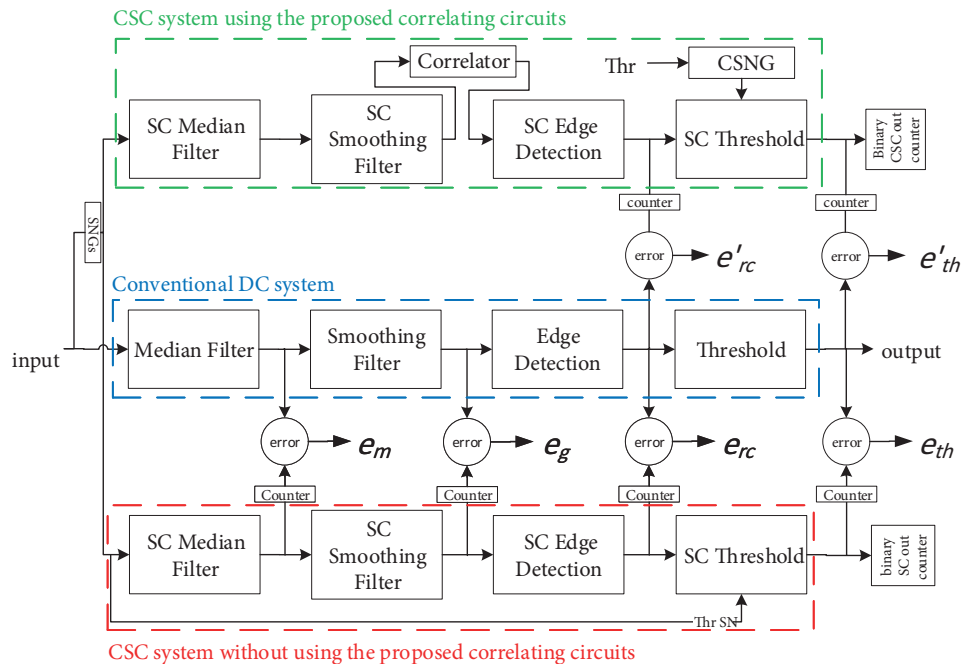 CSC system using the proposed correlating circuits
Correlator
Thr
CSNG
SC Median
Filter
SC
Smoothing
Filter
SC Edge
Detection
SC Threshold
Binary
CSC out
counter
counter
counter
SNGs
error
e'rc
error
e'th
Conventional DC system
input
Median Filter
Smoothing
Filter
Edge
Detection
Threshold
output
error
em
error
eg
error
erc
error
eth
Counter
Counter
Counter
Counter
SC Median
Filter
SC
Smoothing
Filter
SC Edge
Detection
SC Threshold
binary
SC out
counter
Thr SN
CSC system without using the proposed correlating circuits